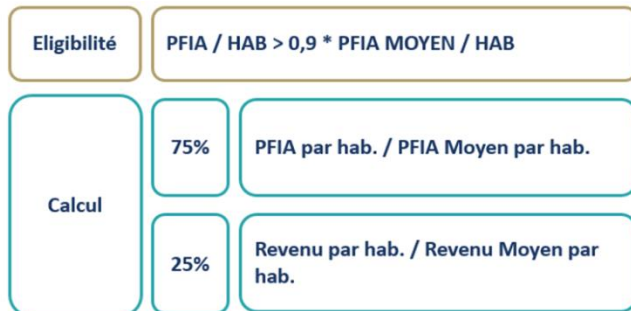 Eligibilité
PFIA / HAB > 0,9 * PFIA MOYEN / HAB
Calcul
75%
PFIA par hab. / PFIA Moyen par hab.
25%
Revenu par hab. / Revenu Moyen par
hab.